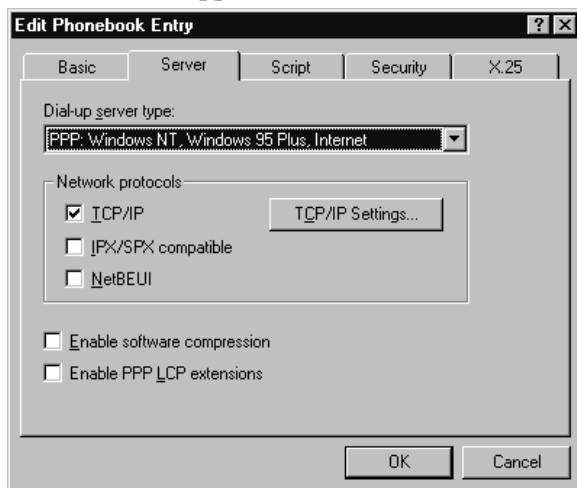 Edit Phonebook Entry
? X
Basic Server Script Security X.25
Dial-up server type:
PPP: Windows NT, Windows 95 Plus, Internet
Network protocols
TCP/IP TCP/IP Settings...
IPX/SPX compatible
NetBEUI
Enable software compression
Enable PPP LCP extensions
OK Cancel